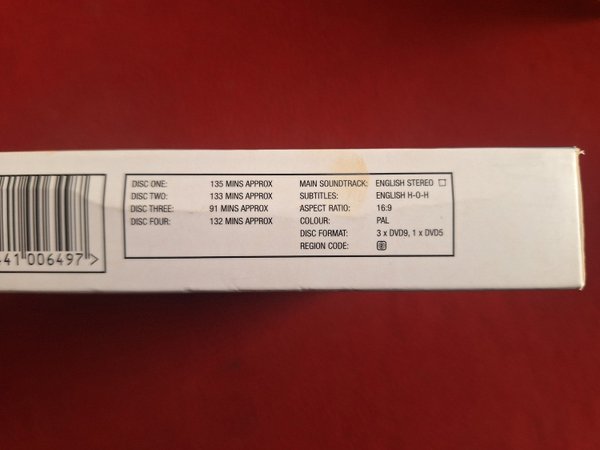 DISC ONE: 135 MINS APPROX
DISC TWO: 133 MINS APPROX
DISC THREE: 91 MINS APPROX
DISC FOUR: 132 MINS APPROX
MAIN SOUNDTRACK: ENGLISH STEREO
SUBTITLES: ENGLISH H-O-H
ASPECT RATIO: 16:9
COLOUR: PAL
DISC FORMAT: 3 x DVD9, 1 x DVD5
REGION CODE:
41 006497 >